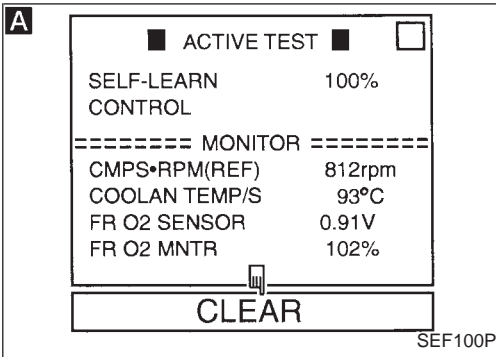 A
ACTIVE TEST
SELF-LEARN 100%
CONTROL
======== MONITOR ========
CMPS•RPM(REF) 812rpm
COOLAN TEMP/S 93°C
FR O2 SENSOR 0.91V
FR O2 MNTR 102%
CLEAR
SEF100P